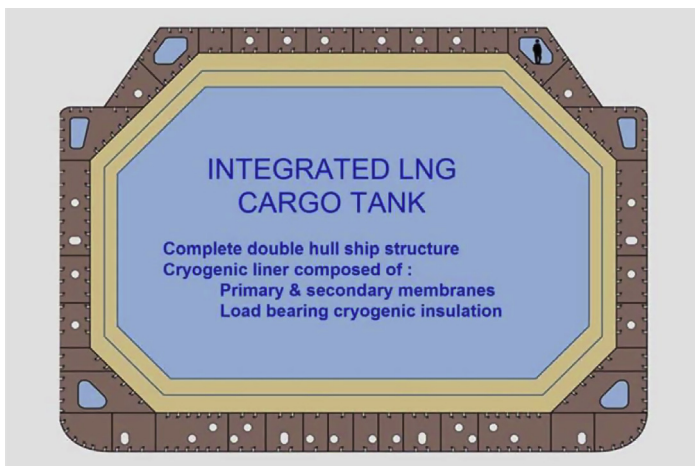 INTEGRATED LNG
CARGO TANK
Complete double hull ship structure
Cryogenic liner composed of :
Primary & secondary membranes
Load bearing cryogenic insulation